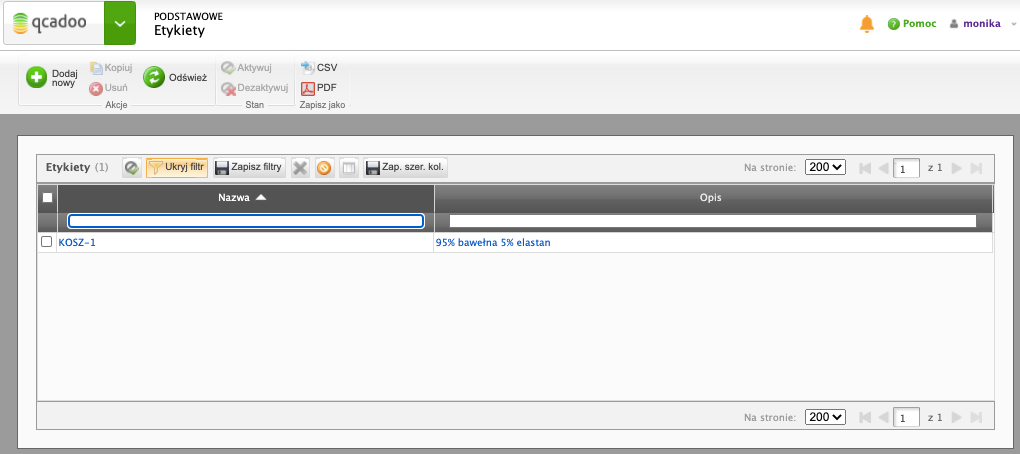 qcadoo
PODSTAWOWE
Etykiety
Pomoc
monika
Dodaj
nowy
Kopiuj
Usuń
Odśwież
Akcje
Aktywuj
Dezaktywuj
Stan
CSV
PDF
Zapisz jako
Etykiety (1)
Ukryj filtr
Zapisz filtry
Zap. szer. kol.
Na stronie: 200
1 z 1
Nazwa
Opis
KOSZ-1
95% bawełna 5% elastan
Na stronie: 200
1 z 1